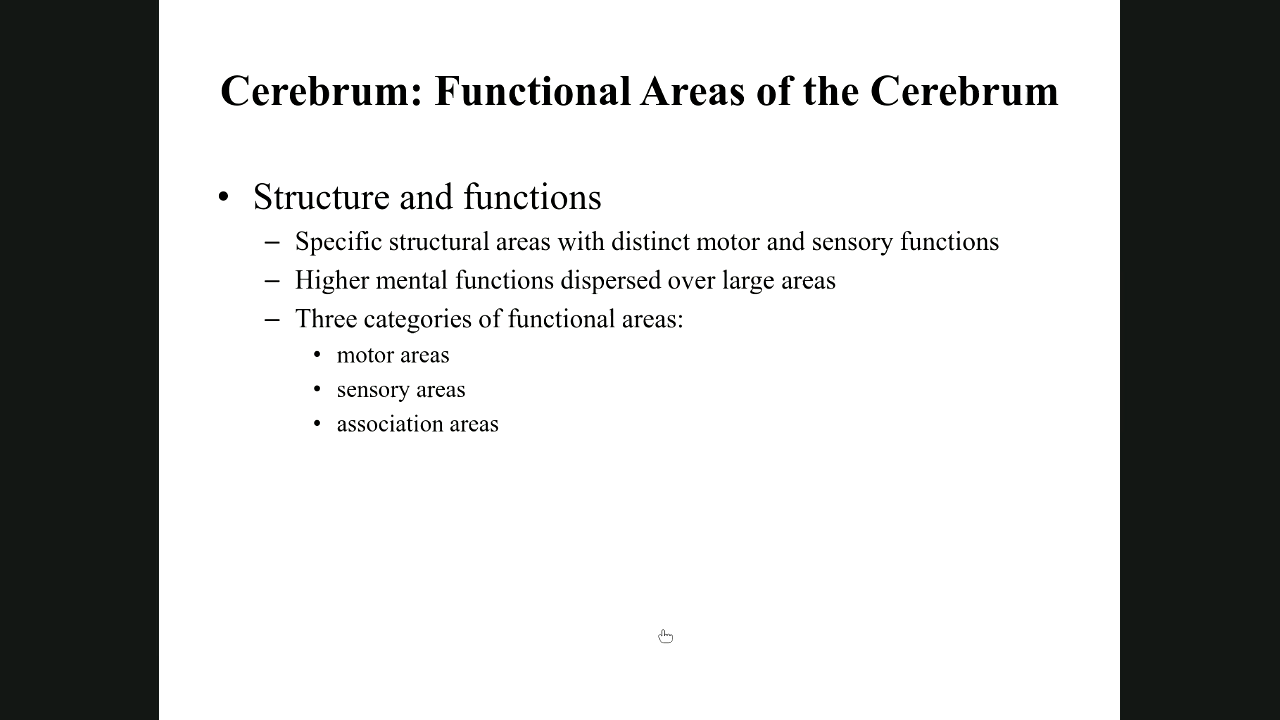 Cerebrum: Functional Areas of the Cerebrum
• Structure and functions
– Specific structural areas with distinct motor and sensory functions
– Higher mental functions dispersed over large areas
– Three categories of functional areas:
• motor areas
• sensory areas
• association areas